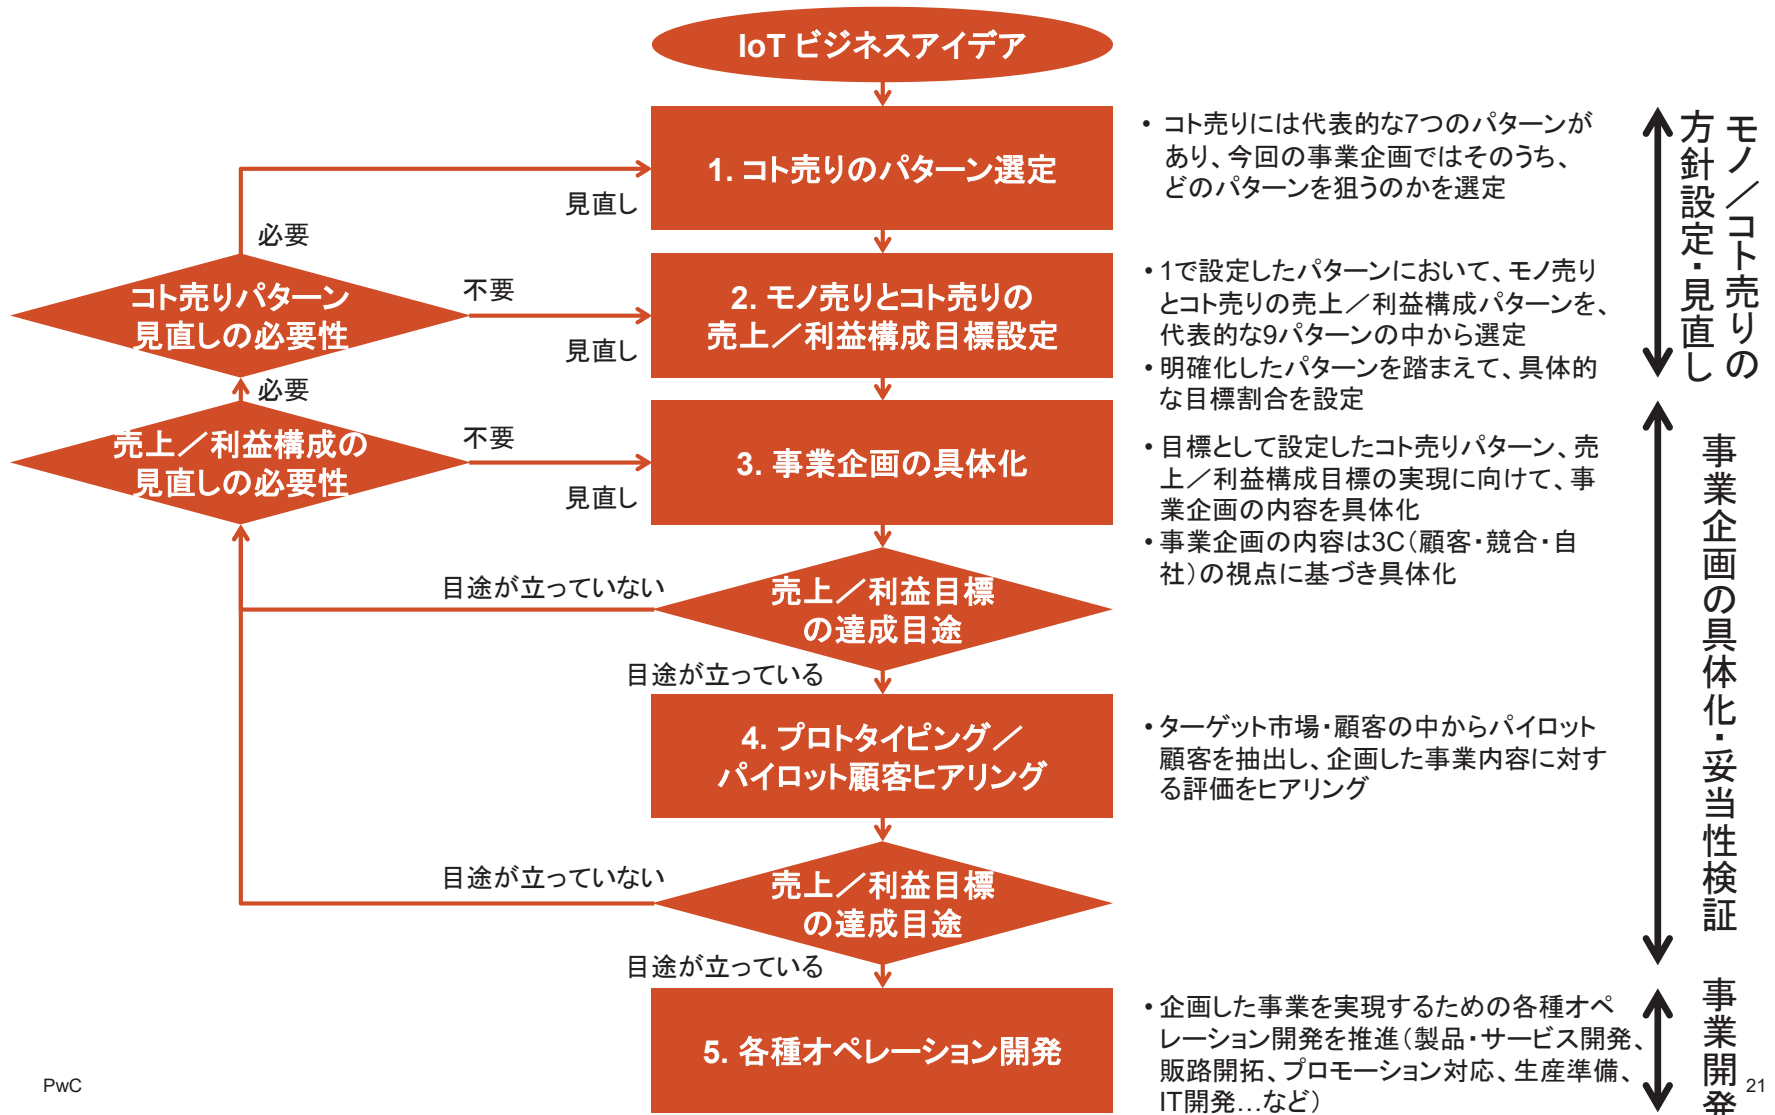 IoT ビジネスアイデア
1. コト売りのパターン選定
・コト売りには代表的な7つのパターンが
あり、今回の事業企画ではそのうち、
どのパターンを狙うのかを選定
モノ／コト売りの
方針設定・見直し
見直し
必要
コト売りパターン
見直しの必要性
不要
見直し
2. モノ売りとコト売りの
売上／利益構成目標設定
・1で設定したパターンにおいて、モノ売り
とコト売りの売上／利益構成パターンを、
代表的な9パターンの中から選定
・明確化したパターンを踏まえて、具体的
な目標割合を設定
必要
売上／利益構成の
見直しの必要性
不要
見直し
3. 事業企画の具体化
・目標として設定したコト売りパターン、売
上／利益構成目標の実現に向けて、事
業企画の内容を具体化
・事業企画の内容は3C（顧客・競合・自
社）の視点に基づき具体化
事業企画の具体化・妥当性検証
目途が立っていない
売上／利益目標
の達成目途
目途が立っている
4. プロトタイピング／
パイロット顧客ヒアリング
・ターゲット市場・顧客の中からパイロット
顧客を抽出し、企画した事業内容に対す
る評価をヒアリング
目途が立っていない
売上／利益目標
の達成目途
目途が立っている
5. 各種オペレーション開発
・企画した事業を実現するための各種オペ
レーション開発を推進（製品・サービス開発、
販路開拓、プロモーション対応、生産準備、
IT開発…など）
事業開発
PwC
21